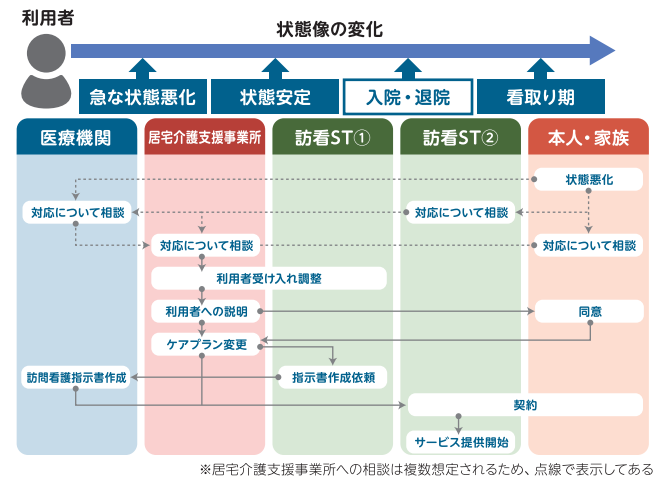 利用者
状態像の変化
急な状態悪化
状態安定
入院・退院
看取り期
医療機関
居宅介護支援事業所
訪看ST①
訪看ST②
本人・家族
状態悪化
対応について相談
対応について相談
対応について相談
対応について相談
利用者受け入れ調整
利用者への説明
同意
ケアプラン変更
訪問看護指示書作成
指示書作成依頼
契約
サービス提供開始
※居宅介護支援事業所への相談は複数想定されるため、点線で表示してある